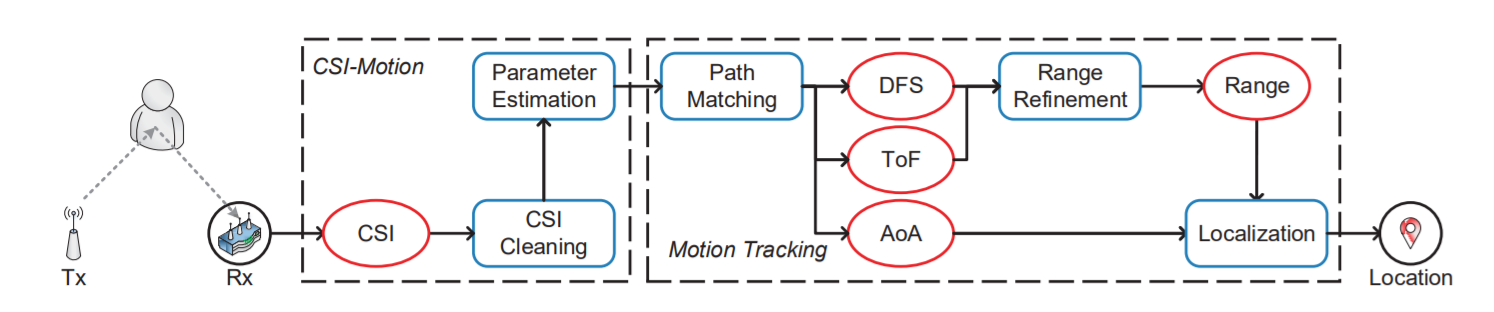 CSI-Motion
Parameter
Estimation
Path
Matching
DFS
Range
Refinement
Range
ToF
CSI
CSI
Cleaning
Motion Tracking
AoA
Localization
Tx
Rx
Location